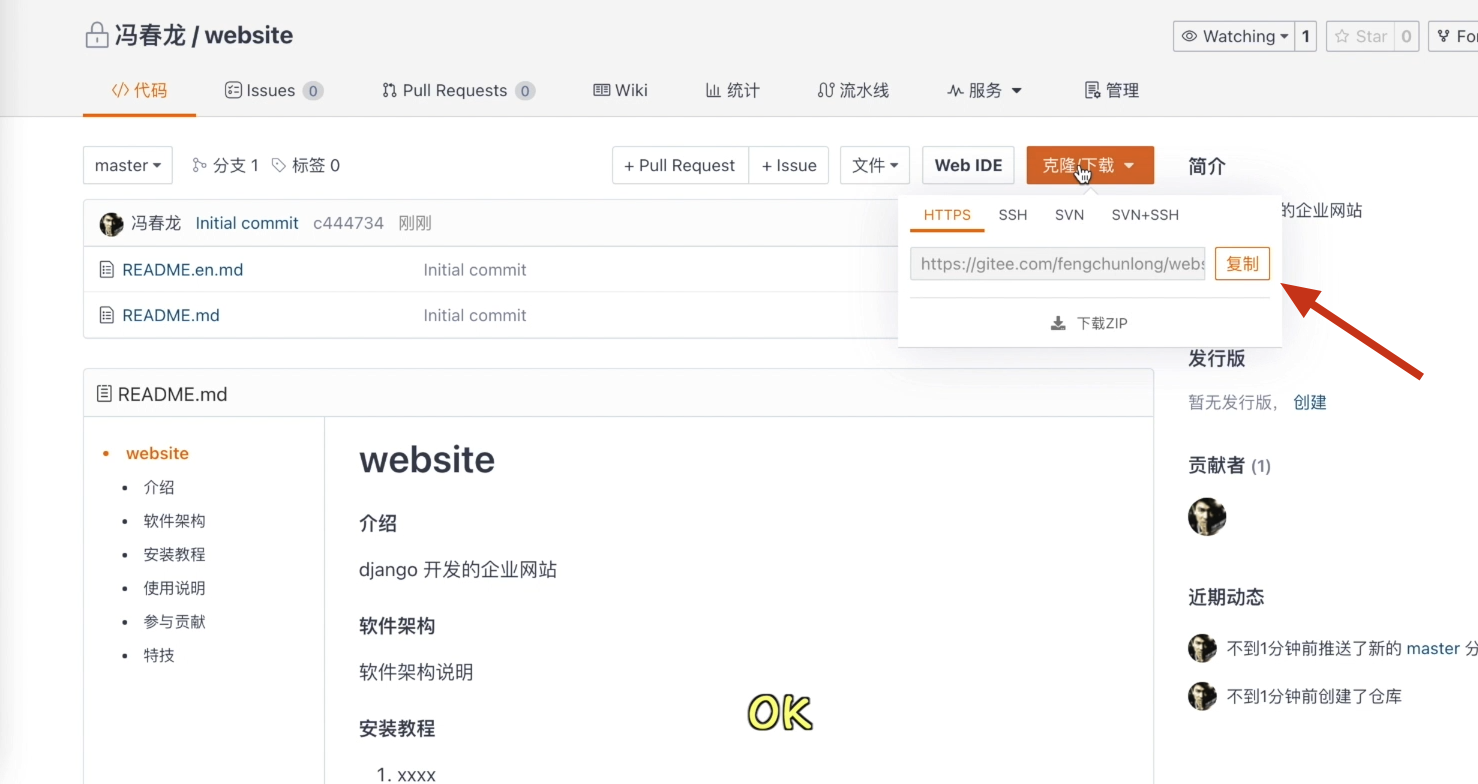 冯春龙 / website
Watching 1 Star 0 For
代码 Issues 0 Pull Requests 0 Wiki 统计 流水线 服务 管理
master 分支 1 标签 0 + Pull Request + Issue 文件 Web IDE 克隆/下载 简介
HTTPS SSH SVN SVN+SSH
的企业网站
冯春龙 Initial commit c444734 刚刚
https://gitee.com/fengchunlong/webs 复制
README.en.md Initial commit
README.md Initial commit
下载ZIP
发行版
暂无发行版， 创建
README.md
website
介绍
软件架构
安装教程
使用说明
参与贡献
特技
website
介绍
django 开发的企业网站
软件架构
软件架构说明
安装教程
1. xxxx
贡献者 (1)
近期动态
不到1分钟前推送了新的 master 分
不到1分钟前创建了仓库
OK